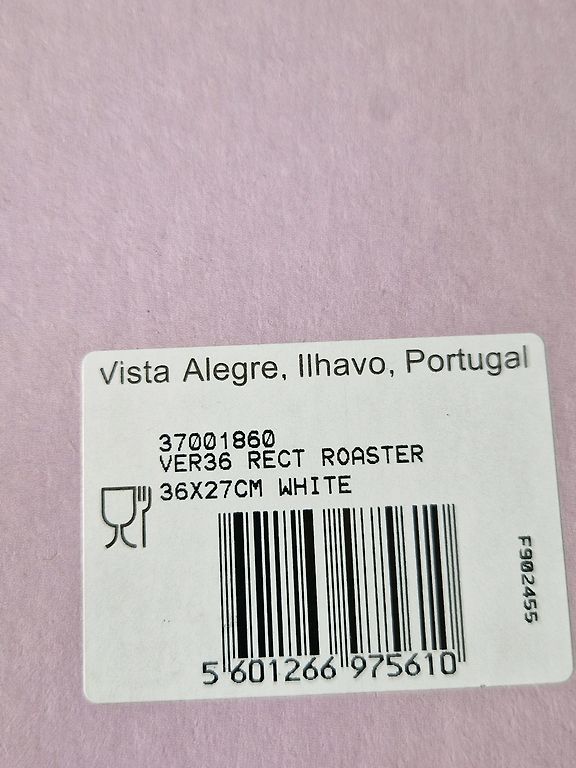 Vista Alegre, Ilhavo, Portugal
37001860
VER36 RECT ROASTER
36X27CM WHITE
F902455
5 601266 975610